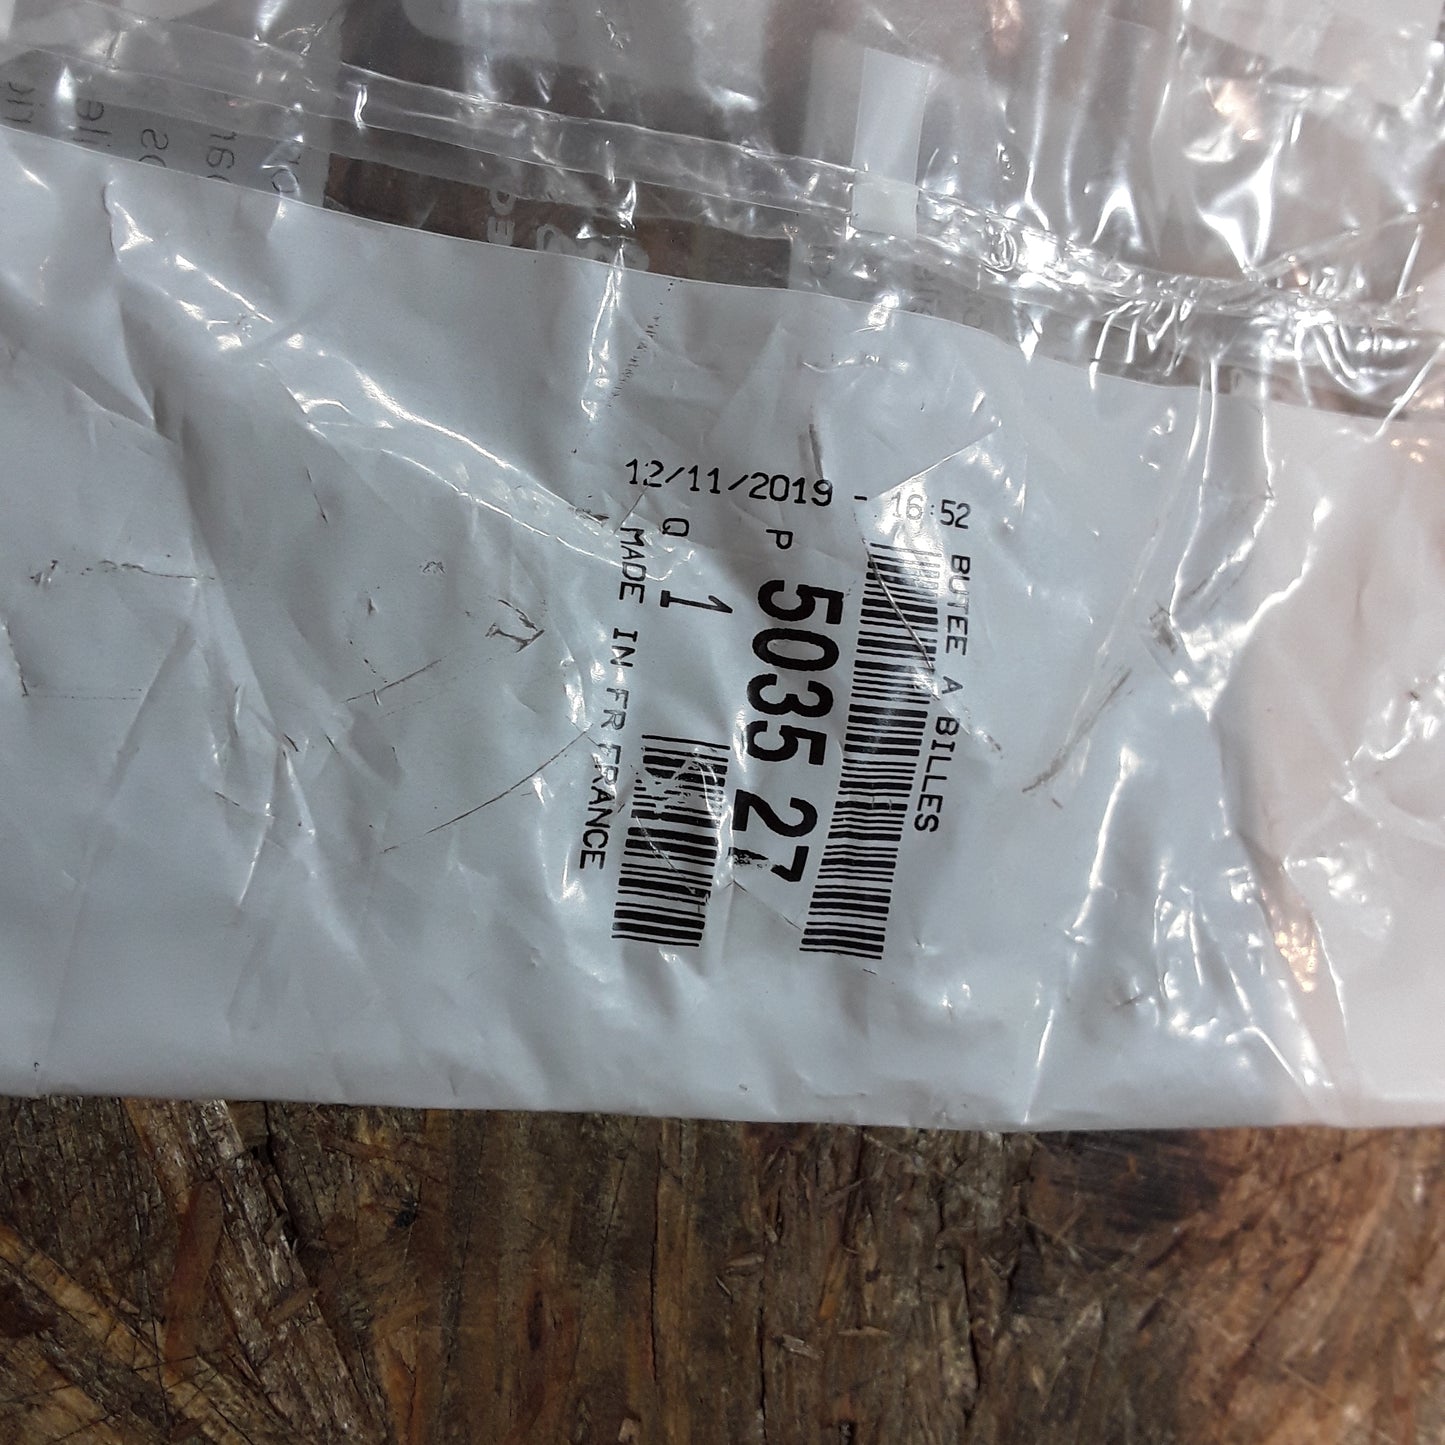 12/11/2019 - 16:52
BUTEE A BILLES
P 5035 27
Q 1
MADE IN FR FRANCE